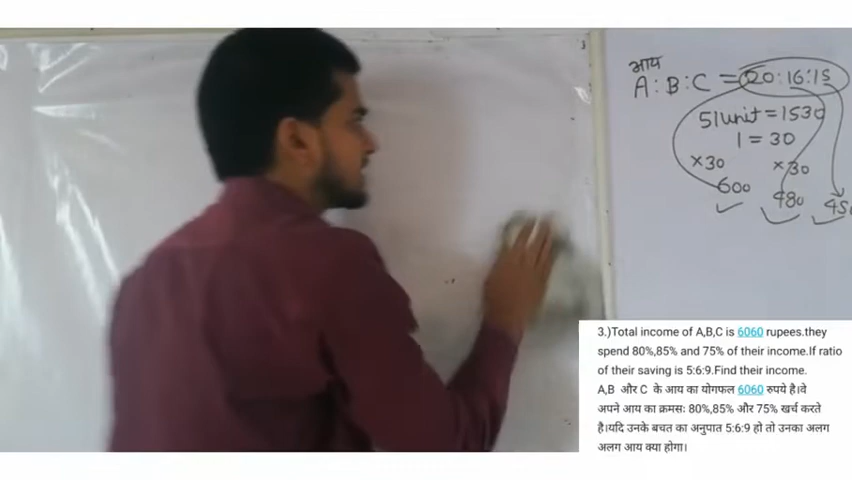 आय
A : B : C = 20 : 16 : 15
51 unit = 1530
1 = 30
×30 ×30
600 480 45
3.)Total income of A,B,C is 6060 rupees.they
spend 80%,85% and 75% of their income.If ratio
of their saving is 5:6:9.Find their income.
A,B और C के आय का योगफल 6060 रुपये है।वे
अपने आय का क्रमसः 80%,85% और 75% खर्च करते
है।यदि उनके बचत का अनुपात 5:6:9 हो तो उनका अलग
अलग आय क्या होगा।